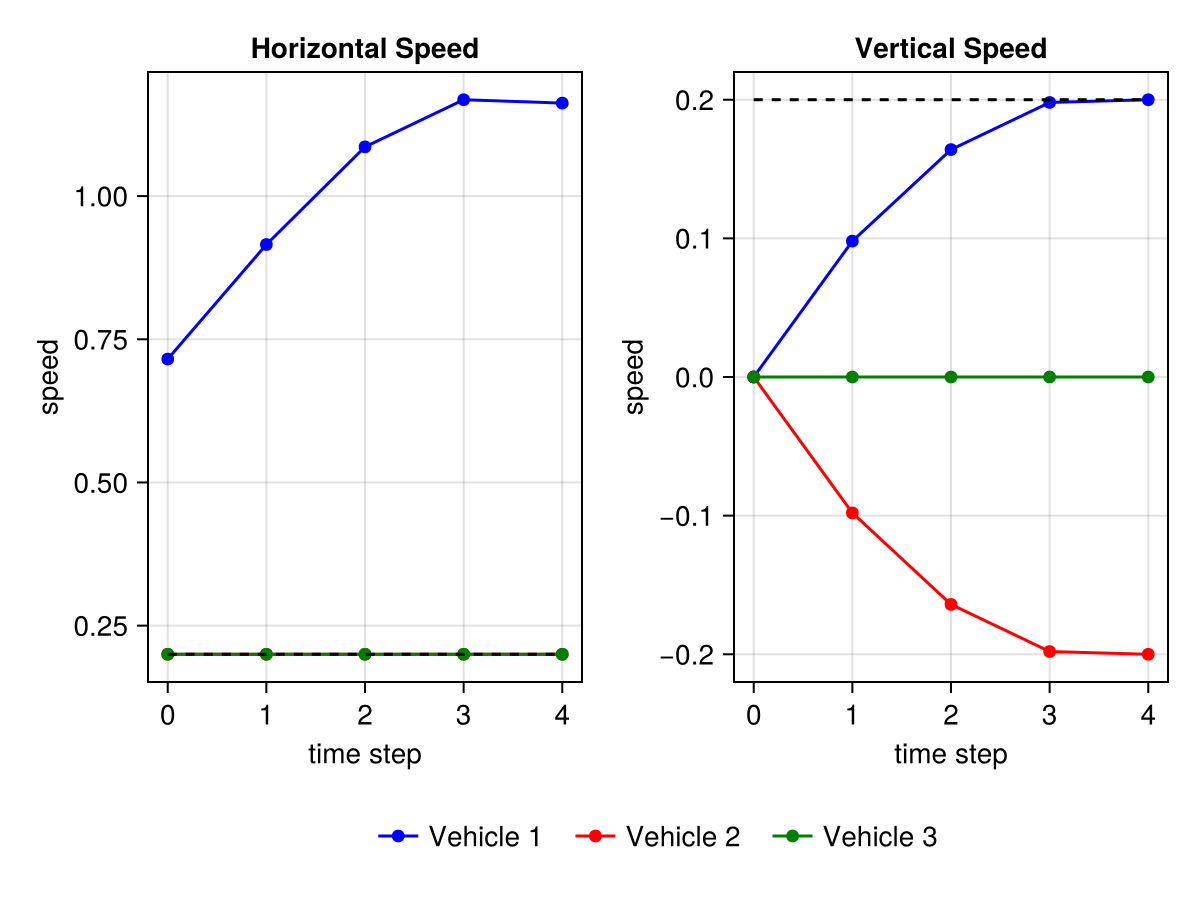 Horizontal Speed
speed
1.00
0.75
0.50
0.25
0 1 2 3 4
time step
Vertical Speed
speed
0.2
0.1
0.0
−0.1
−0.2
0 1 2 3 4
time step
Vehicle 1 Vehicle 2 Vehicle 3